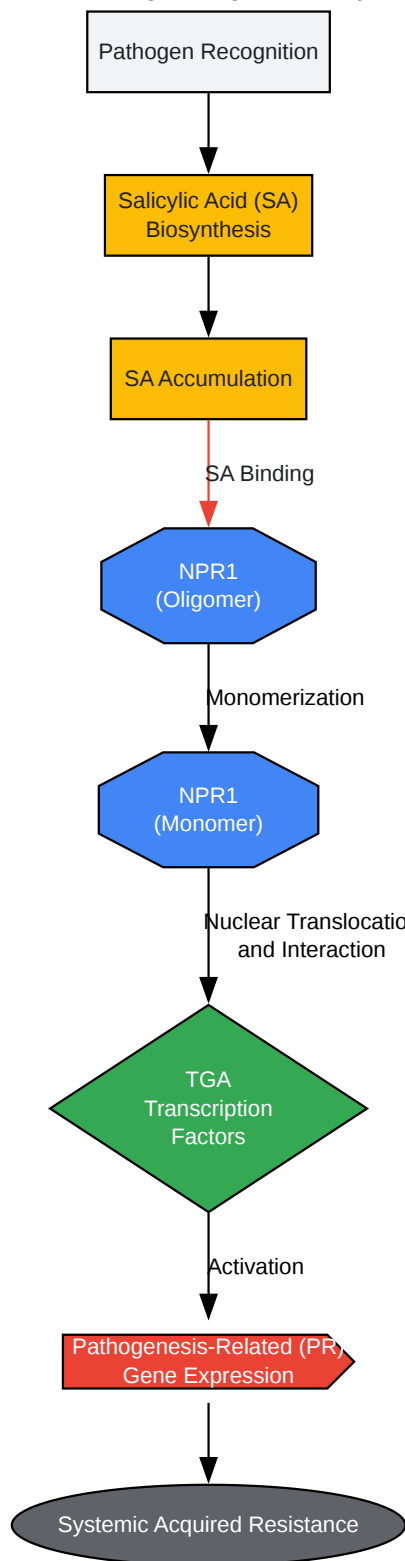 Pathogen Recognition
Salicylic Acid (SA)
Biosynthesis
SA Accumulation
SA Binding
NPR1
(Oligomer)
Monomerization
NPR1
(Monomer)
Nuclear Translocatio
and Interaction
TGA
Transcription
Factors
Activation
Pathogenesis-Related (PR)
Gene Expression
Systemic Acquired Resistance